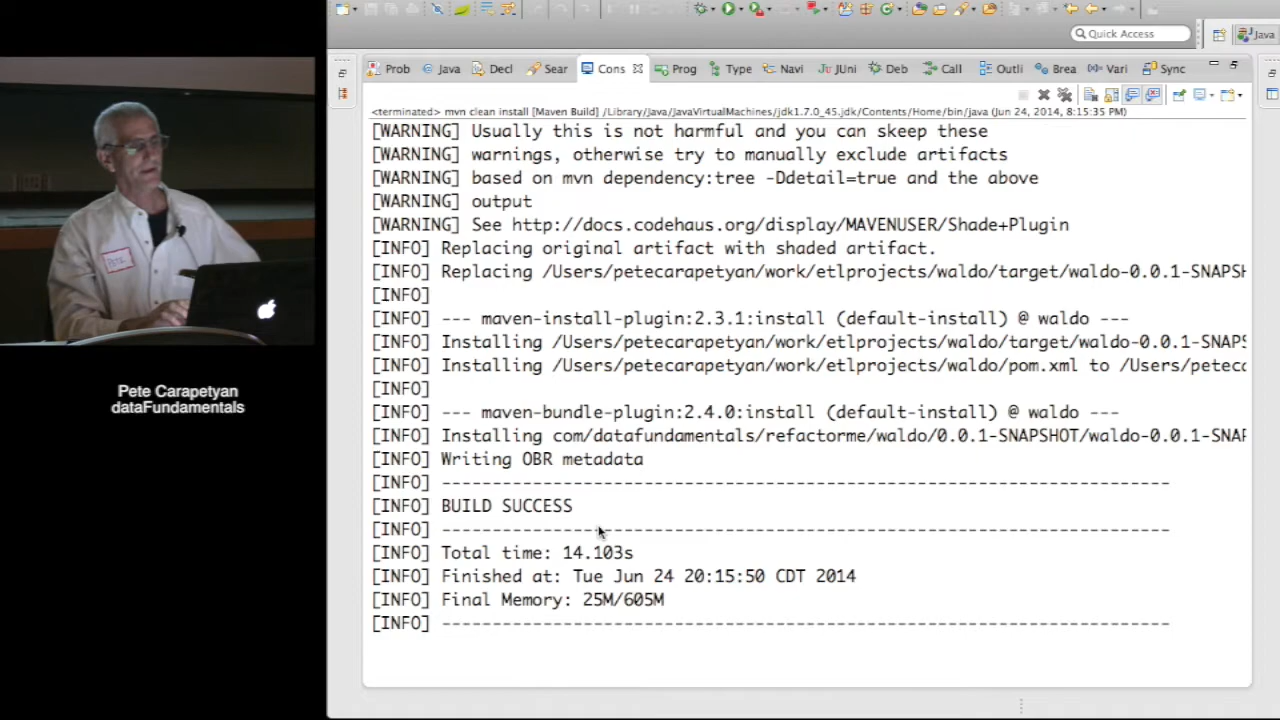 Quick Access
Java
Prob
Java
Decl
Sear
Cons
Prog
Type
Navi
JUni
Deb
Call
Outli
Brea
Vari
Sync
<terminated> mvn clean install [Maven Build] /Library/Java/JavaVirtualMachines/jdk1.7.0_45.jdk/Contents/Home/bin/java (Jun 24, 2014, 8:15:35 PM)
[WARNING] Usually this is not harmful and you can skeep these
[WARNING] warnings, otherwise try to manually exclude artifacts
[WARNING] based on mvn dependency:tree -Ddetail=true and the above
[WARNING] output
[WARNING] See http://docs.codehaus.org/display/MAVENUSER/Shade+Plugin
[INFO] Replacing original artifact with shaded artifact.
[INFO] Replacing /Users/petecarapetyan/work/etlprojects/waldo/target/waldo-0.0.1-SNAPSH
[INFO]
[INFO] --- maven-install-plugin:2.3.1:install (default-install) @ waldo ---
[INFO] Installing /Users/petecarapetyan/work/etlprojects/waldo/target/waldo-0.0.1-SNAPS
[INFO] Installing /Users/petecarapetyan/work/etlprojects/waldo/pom.xml to /Users/petec
[INFO]
[INFO] --- maven-bundle-plugin:2.4.0:install (default-install) @ waldo ---
[INFO] Installing com/datafundamentals/refactorme/waldo/0.0.1-SNAPSHOT/waldo-0.0.1-SNAP
[INFO] Writing OBR metadata
[INFO] ------------------------------------------------------------------------
[INFO] BUILD SUCCESS
[INFO] ------------------------------------------------------------------------
[INFO] Total time: 14.103s
[INFO] Finished at: Tue Jun 24 20:15:50 CDT 2014
[INFO] Final Memory: 25M/605M
[INFO] ------------------------------------------------------------------------
Pete
Pete Carapetyan
dataFundamentals